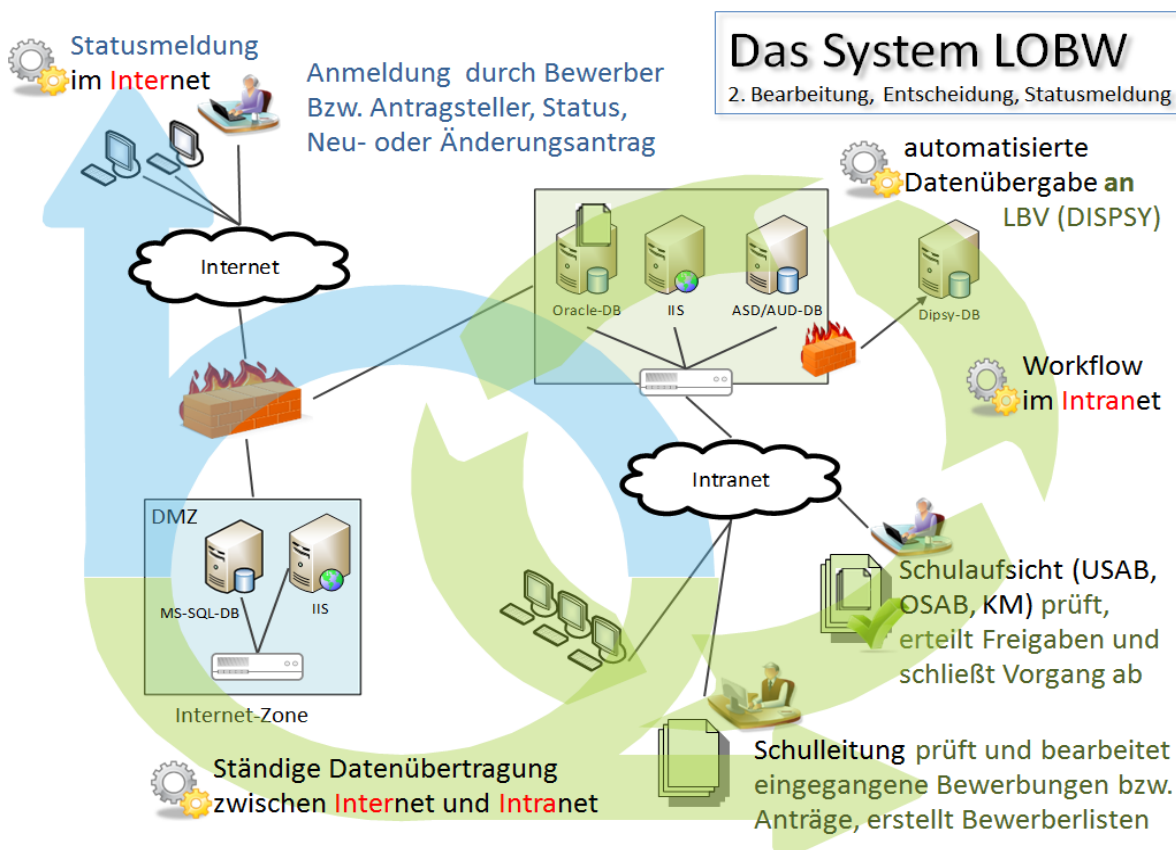 Das System LOBW
2. Bearbeitung, Entscheidung, Statusmeldung
Statusmeldung
im Internet
Anmeldung durch Bewerber
Bzw. Antragsteller, Status,
Neu- oder Änderungsantrag
automatisierte
Datenübergabe an
LBV (DISPSY)
Internet
Oracle-DB
IIS
ASD/AUD-DB
Dipsy-DB
Workflow
im Intranet
Intranet
DMZ
MS-SQL-DB
IIS
Internet-Zone
Schulaufsicht (USAB,
OSAB, KM) prüft,
erteilt Freigaben und
schließt Vorgang ab
Schulleitung prüft und bearbeitet
eingegangene Bewerbungen bzw.
Anträge, erstellt Bewerberlisten
Ständige Datenübertragung
zwischen Internet und Intranet